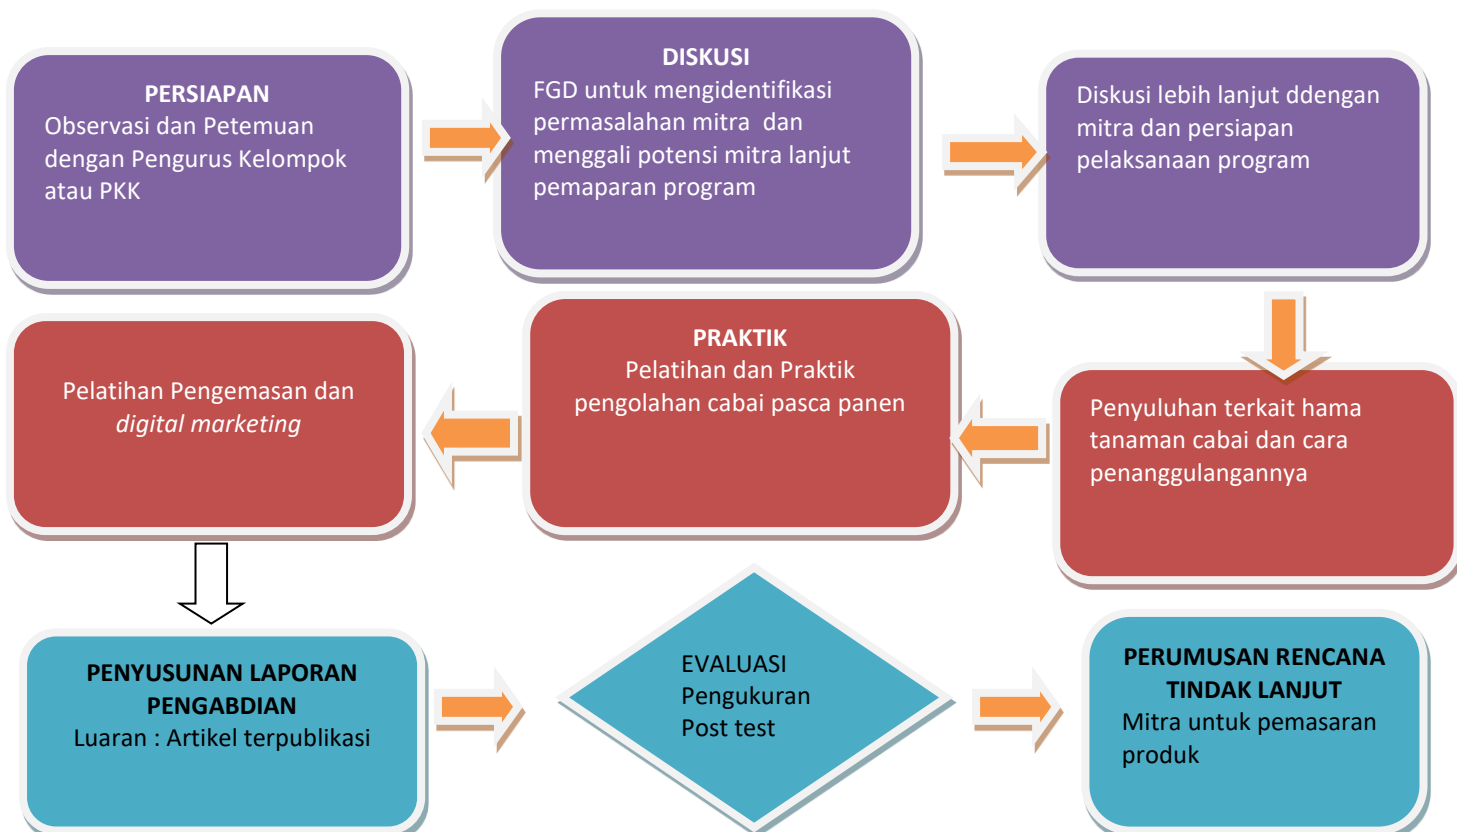 PERSIAPAN
Observasi dan Petemuan
dengan Pengurus Kelompok
atau PKK
DISKUSI
FGD untuk mengidentifikasi
permasalahan mitra dan
menggali potensi mitra lanjut
pemaparan program
Diskusi lebih lanjut ddengan
mitra dan persiapan
pelaksanaan program
Penyuluhan terkait hama
tanaman cabai dan cara
penanggulangannya
PRAKTIK
Pelatihan dan Praktik
pengolahan cabai pasca panen
Pelatihan Pengemasan dan
digital marketing
PENYUSUNAN LAPORAN
PENGABDIAN
Luaran : Artikel terpublikasi
EVALUASI
Pengukuran
Post test
PERUMUSAN RENCANA
TINDAK LANJUT
Mitra untuk pemasaran
produk